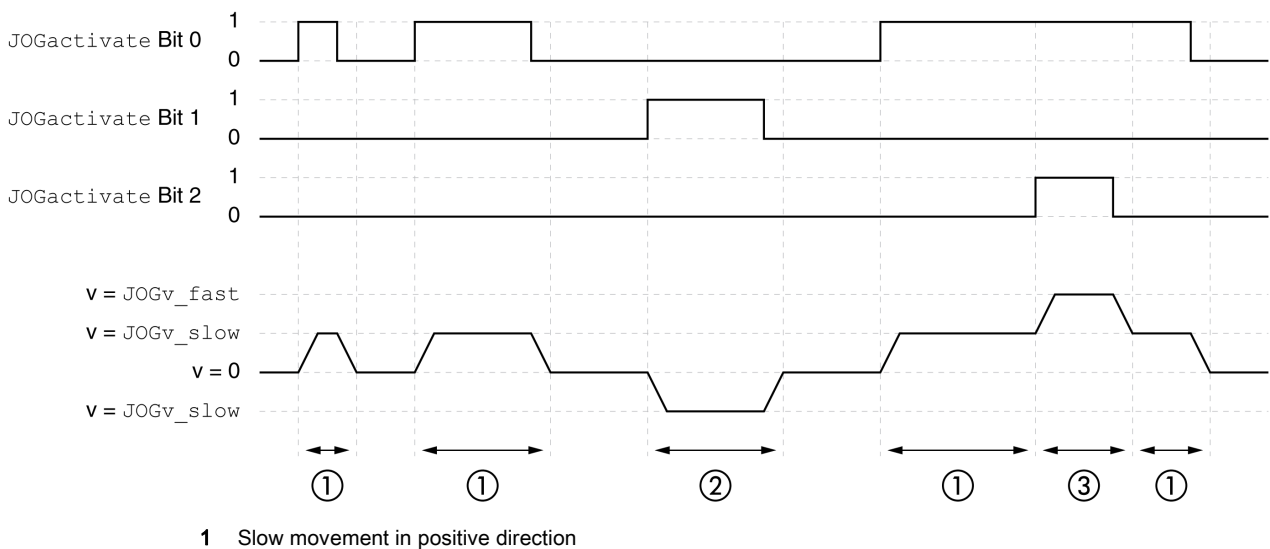 1
JOGactivate Bit 0
0
1
JOGactivate Bit 1
0
1
JOGactivate Bit 2
0
v = JOGv_fast
v = JOGv_slow
v = 0
v = JOGv_slow
① ① ② ① ③ ①
1 Slow movement in positive direction